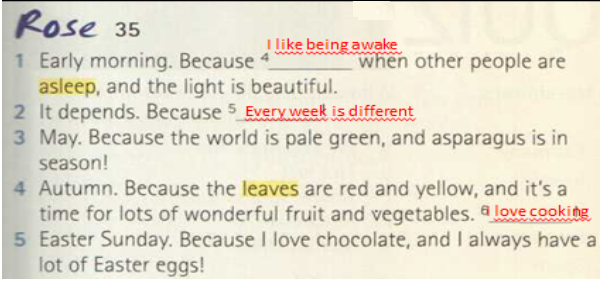 Rose 35
I like being awake
1 Early morning. Because 4________ when other people are
asleep, and the light is beautiful.
2 It depends. Because 5 Every week is different
3 May. Because the world is pale green, and asparagus is in
season!
4 Autumn. Because the leaves are red and yellow, and it's a
time for lots of wonderful fruit and vegetables. 6 I love cooking
5 Easter Sunday. Because I love chocolate, and I always have a
lot of Easter eggs!